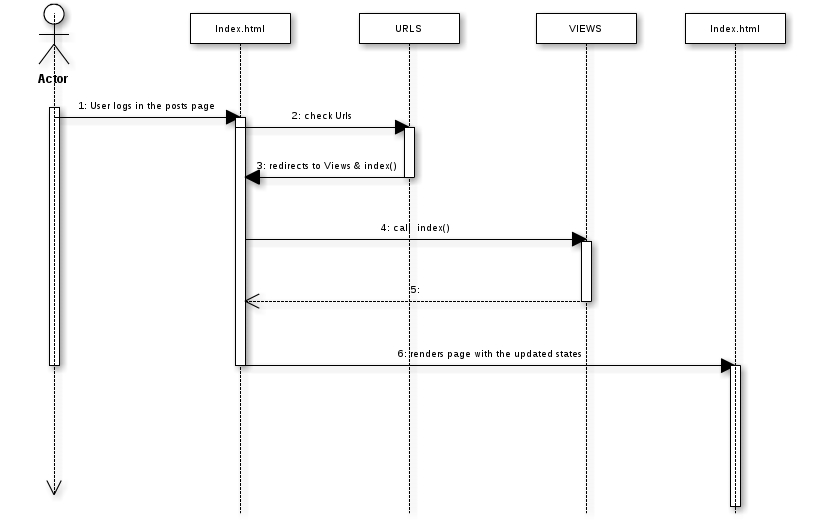 Index.html
URLS
VIEWS
Index.html
Actor
1: User logs in the posts page
2: check Urls
3: redirects to Views & index()
4: call index()
5:
6: renders page with the updated states